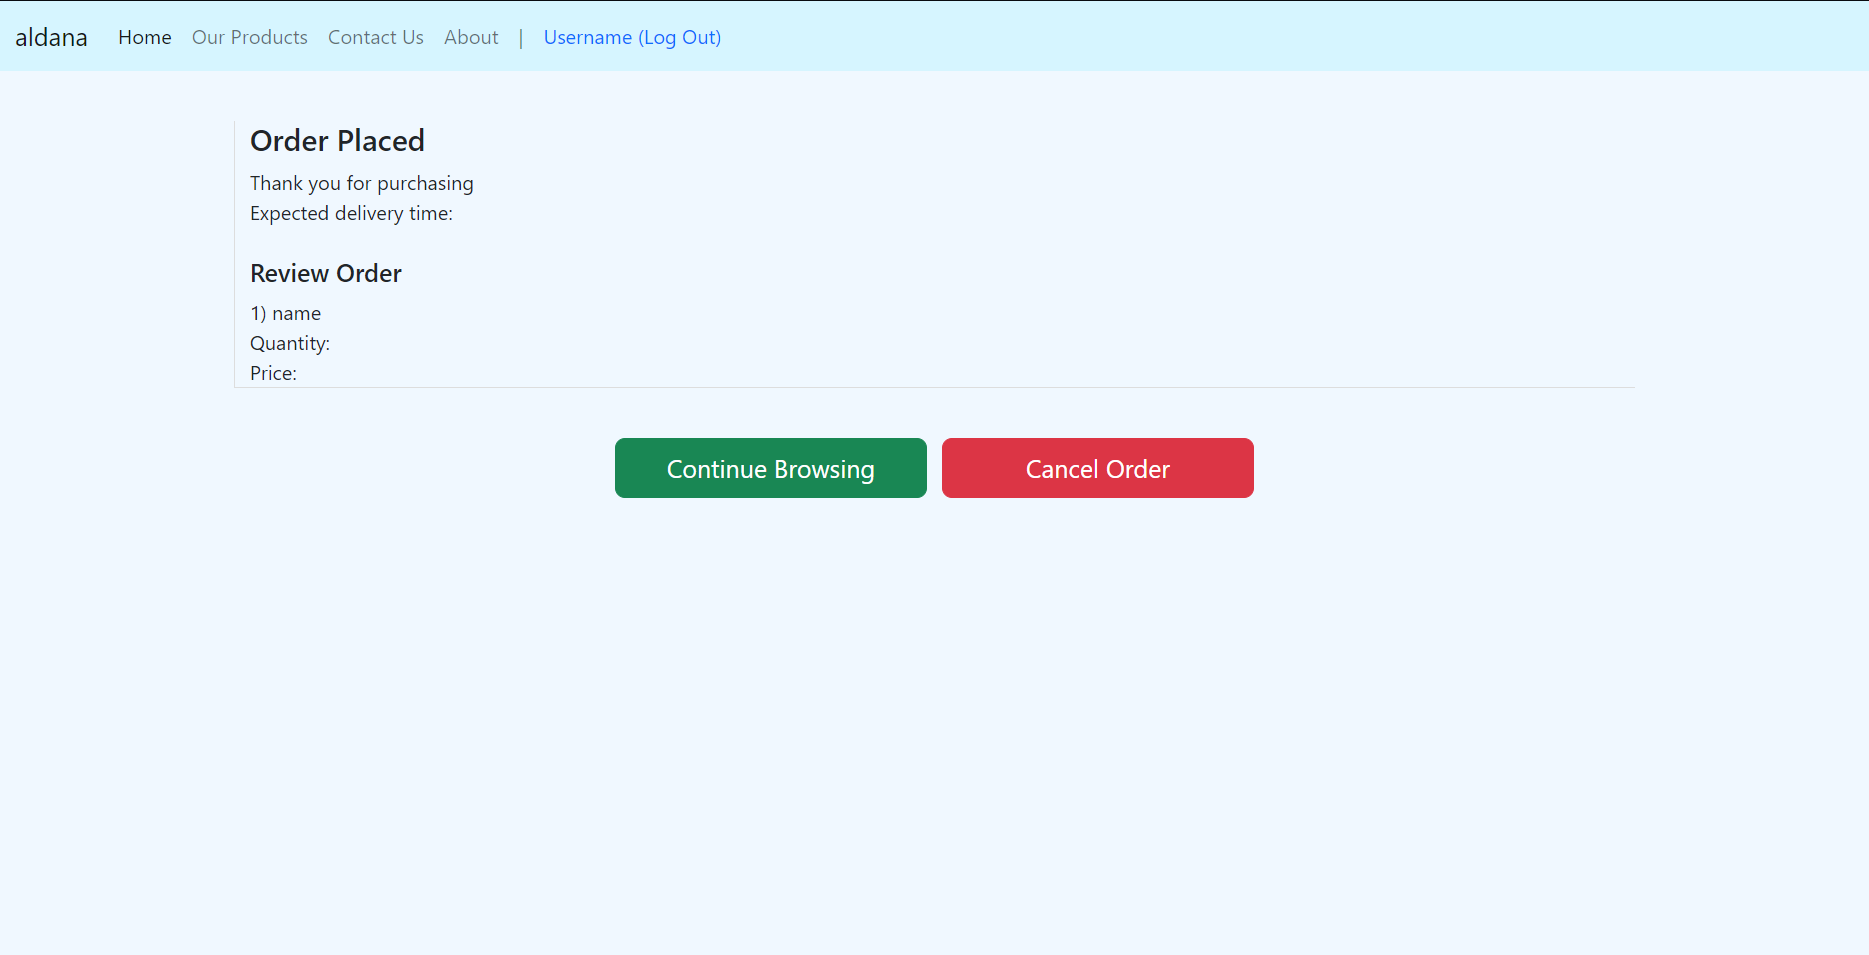 aldana Home Our Products Contact Us About | Username (Log Out)
Order Placed
Thank you for purchasing
Expected delivery time:
Review Order
1) name
Quantity:
Price:
Continue Browsing Cancel Order